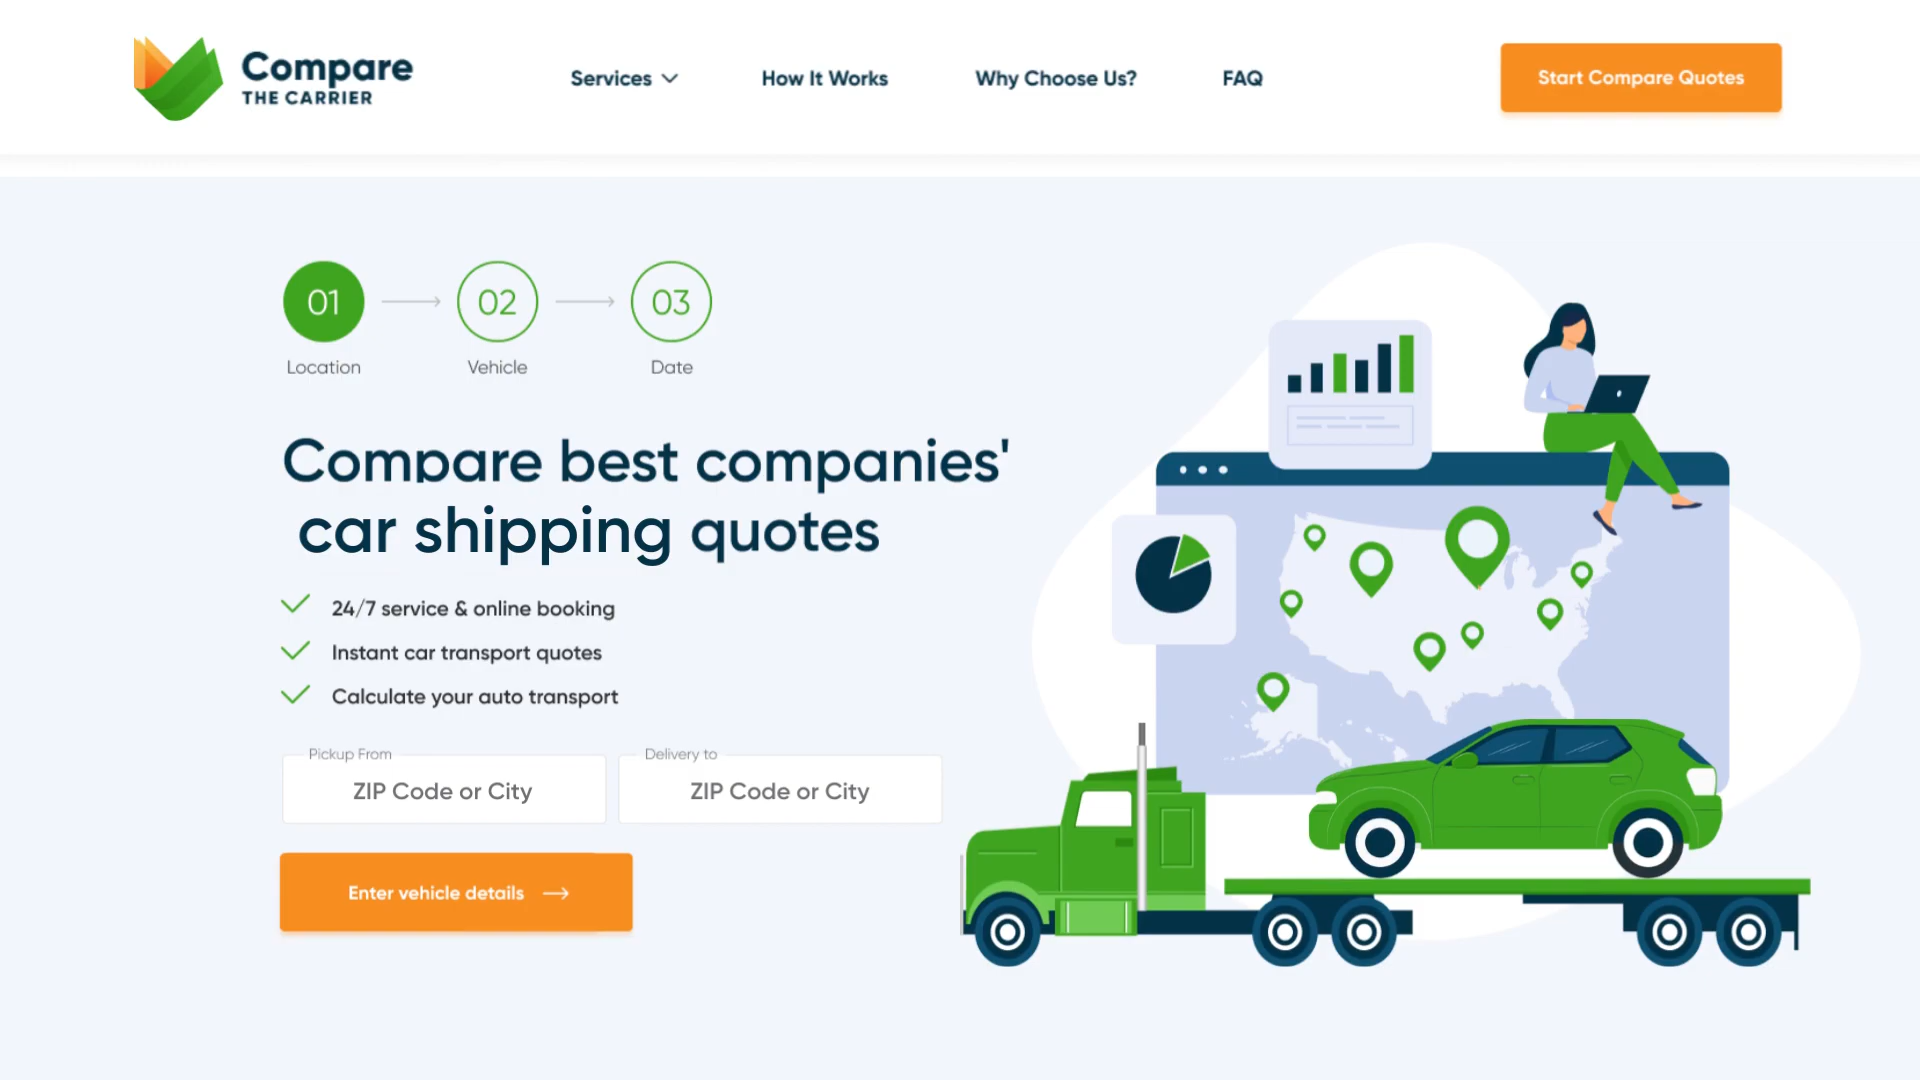 Compare
THE CARRIER
Services
How It Works
Why Choose Us?
FAQ
Start Compare Quotes
01
02
03
Location
Vehicle
Date
Compare best companies'
car shipping quotes
24/7 service & online booking
Instant car transport quotes
Calculate your auto transport
Pickup From
ZIP Code or City
Delivery to
ZIP Code or City
Enter vehicle details